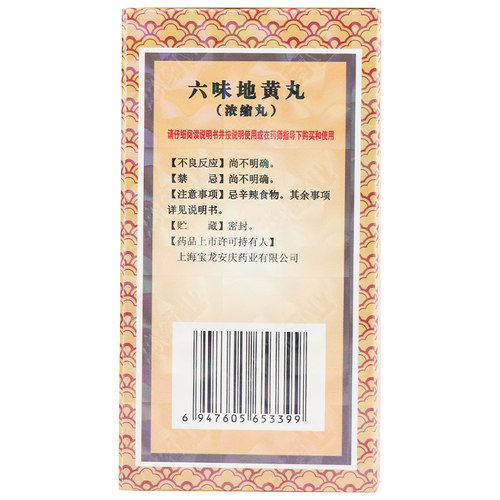 六味地黄丸
（浓缩丸）
请仔细阅读说明书并按说明使用或在药师指导下购买和使用
【不良反应】尚不明确。
【禁　　忌】尚不明确。
【注意事项】忌辛辣食物。其余事项
详见说明书。
【贮　　藏】密封。
【药品上市许可持有人】
上海宝龙安庆药业有限公司
6 947605 653399